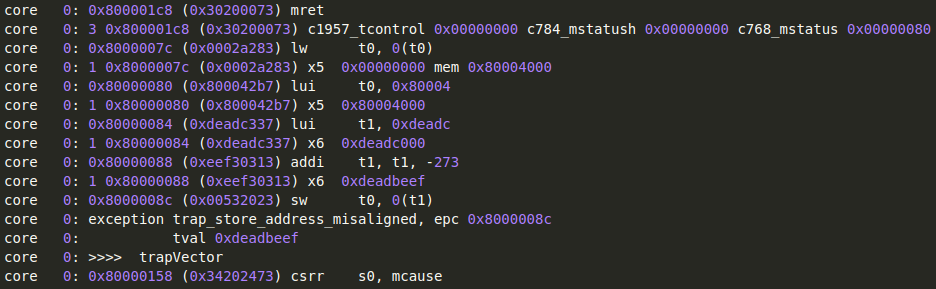 core   0: 0x800001c8 (0x30200073) mret
core   0: 3 0x800001c8 (0x30200073) c1957_tcontrol 0x00000000 c784_mstatush 0x00000000 c768_mstatus 0x00000080
core   0: 0x8000007c (0x0002a283) lw      t0, 0(t0)
core   0: 1 0x8000007c (0x0002a283) x5  0x00000000 mem 0x80004000
core   0: 0x80000080 (0x800042b7) lui     t0, 0x80004
core   0: 1 0x80000080 (0x800042b7) x5  0x80004000
core   0: 0x80000084 (0xdeadc337) lui     t1, 0xdeadc
core   0: 1 0x80000084 (0xdeadc337) x6  0xdeadc000
core   0: 0x80000088 (0xeef30313) addi    t1, t1, -273
core   0: 1 0x80000088 (0xeef30313) x6  0xdeadbeef
core   0: 0x8000008c (0x00532023) sw      t0, 0(t1)
core   0: exception trap_store_address_misaligned, epc 0x8000008c
core   0:           tval 0xdeadbeef
core   0: >>>>  trapVector
core   0: 0x80000158 (0x34202473) csrr    s0, mcause